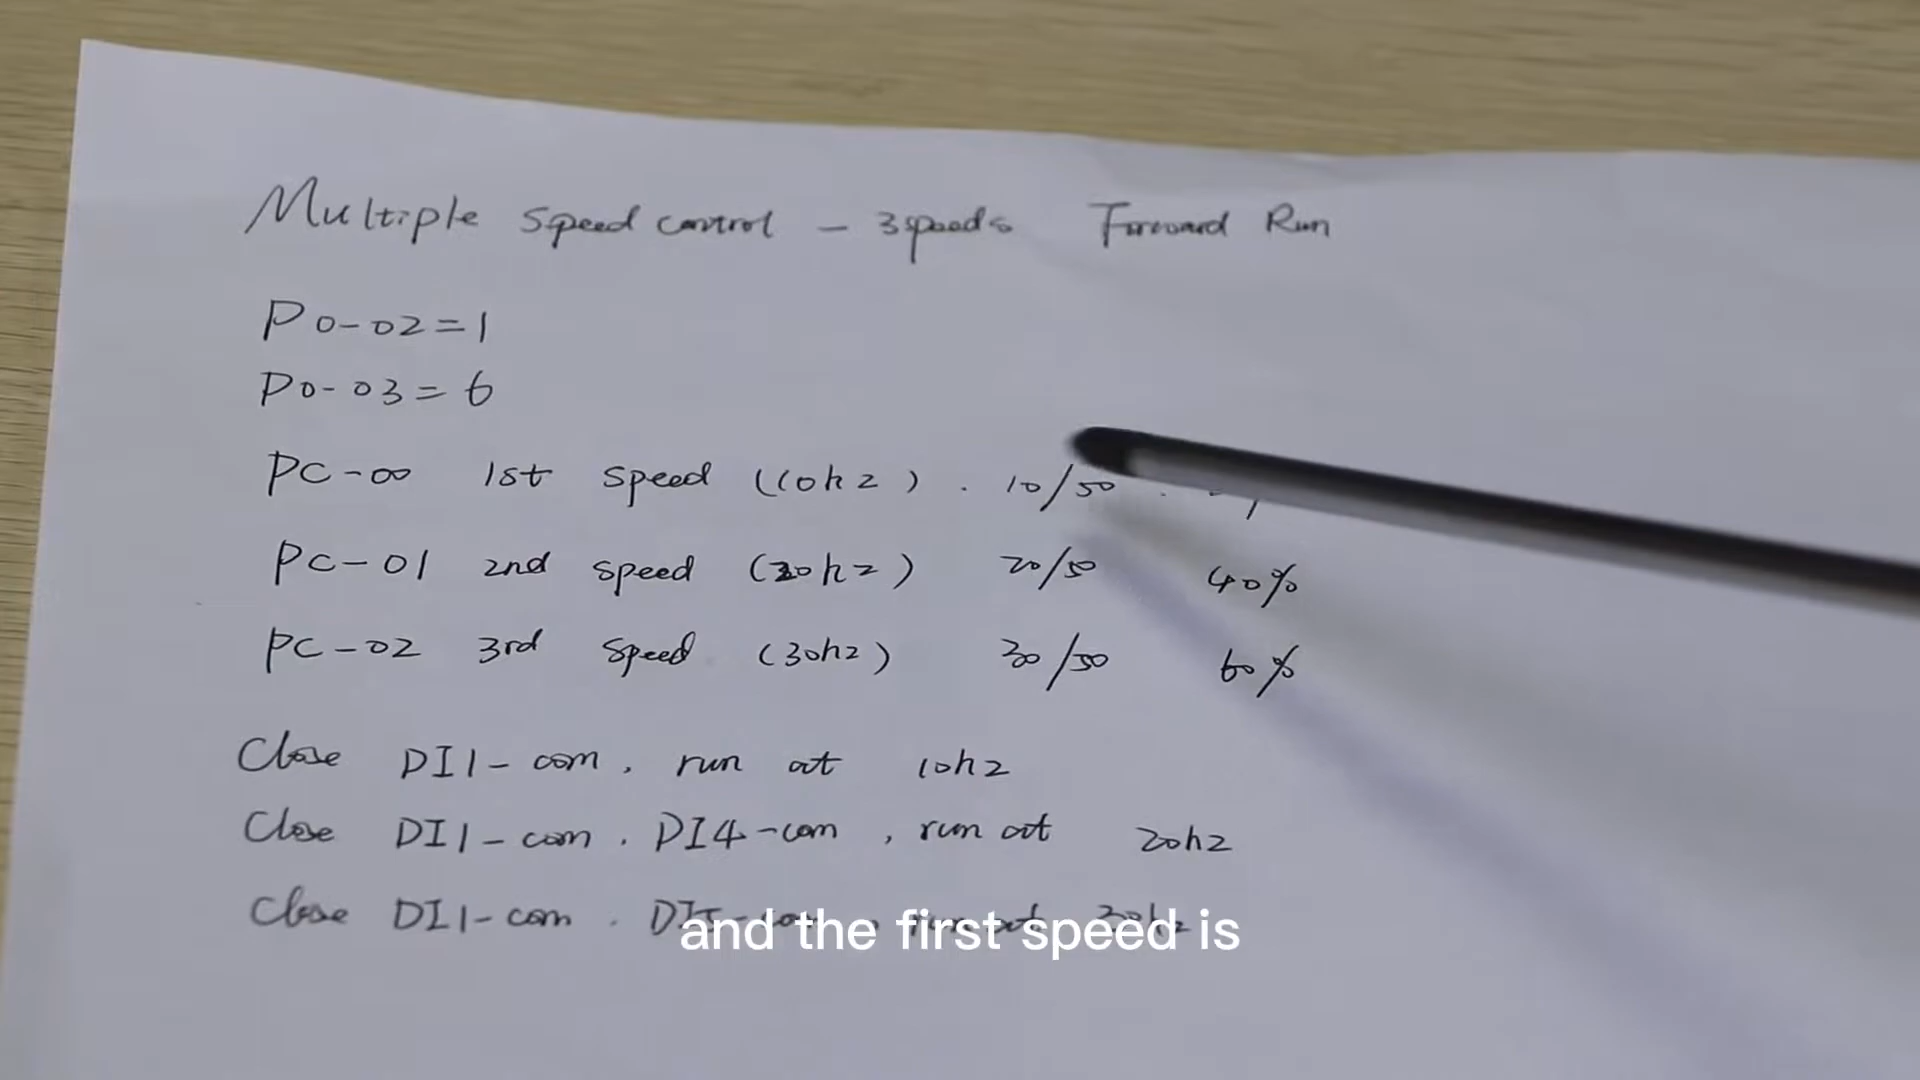 Multiple Speed control - 3 speeds Forward Run
P0-02=1
P0-03=6
PC-00 1st speed (10hz). 10/50
PC-01 2nd speed (20hz) 20/50 40%
PC-02 3rd speed (30hz) 30/50 60%
Close DI1-com, run at 10hz
Close DI1-com. DI4-com, run at 20hz
Close DI1-com.
and the first speed is